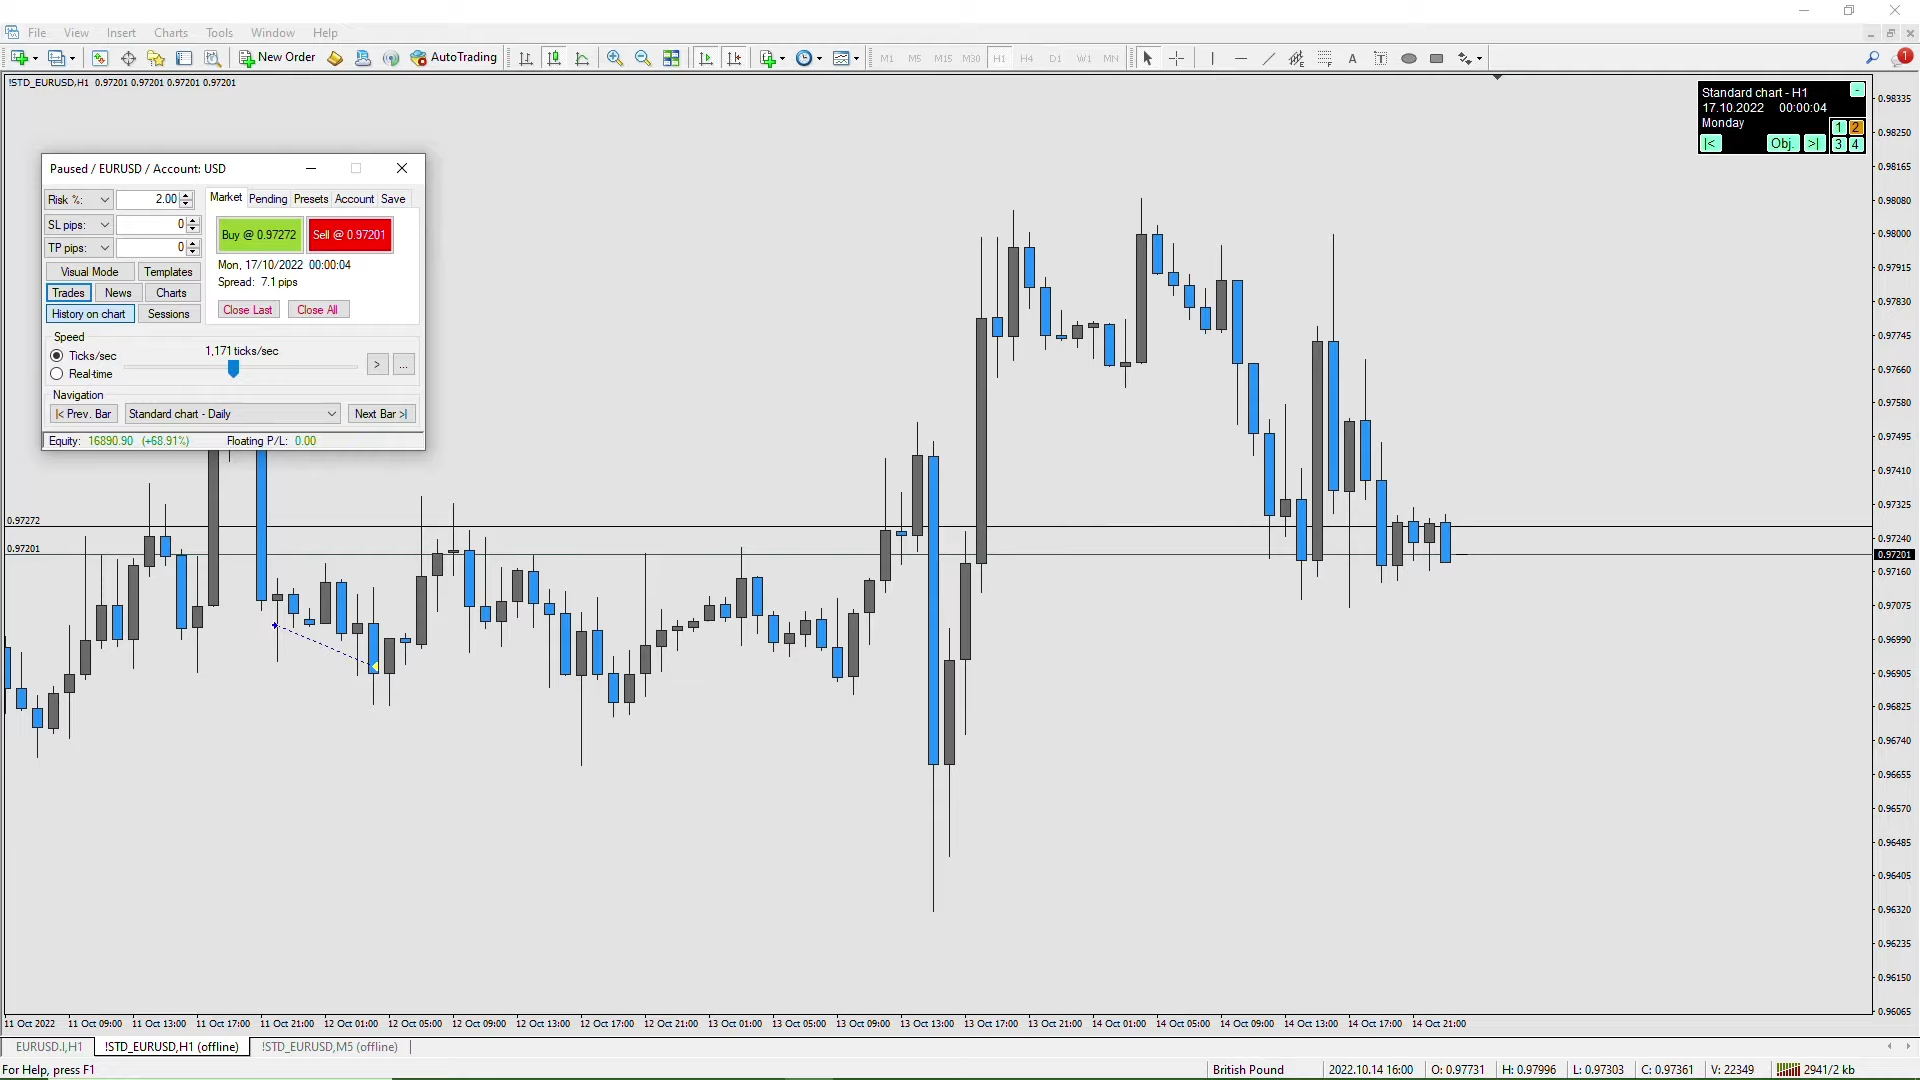 File View Insert Charts Tools Window Help
New Order AutoTrading M1 M5 M15 M30 H1 H4 D1 W1 MN A T 1
!STD_EURUSD,H1 0.97201 0.97201 0.97201 0.97201
Standard chart - H1 -
17.10.2022 00:00:04
Monday 1 2
|< Obj. >| 3 4
Paused / EURUSD / Account: USD
Risk %: 2.00
SL pips: 0
TP pips: 0
Visual Mode Templates
Trades News Charts
History on chart Sessions
Market Pending Presets Account Save
Buy @ 0.97272 Sell @ 0.97201
Mon, 17/10/2022 00:00:04
Spread: 7.1 pips
Close Last Close All
Speed
Ticks/sec 1,171 ticks/sec
Real-time > ...
Navigation
|< Prev. Bar Standard chart - Daily Next Bar >|
Equity: 16890.90 (+68.91%) Floating P/L: 0.00
0.97272
0.97201
0.98335
0.98250
0.98165
0.98080
0.98000
0.97915
0.97830
0.97745
0.97660
0.97580
0.97495
0.97410
0.97325
0.97240
0.97201
0.97160
0.97075
0.96990
0.96905
0.96825
0.96740
0.96655
0.96570
0.96485
0.96405
0.96320
0.96235
0.96150
0.96065
11 Oct 2022 11 Oct 09:00 11 Oct 13:00 11 Oct 17:00 11 Oct 21:00 12 Oct 01:00 12 Oct 05:00 12 Oct 09:00 12 Oct 13:00 12 Oct 17:00 12 Oct 21:00 13 Oct 01:00 13 Oct 05:00 13 Oct 09:00 13 Oct 13:00 13 Oct 17:00 13 Oct 21:00 14 Oct 01:00 14 Oct 05:00 14 Oct 09:00 14 Oct 13:00 14 Oct 17:00 14 Oct 21:00
EURUSD.I,H1 !STD_EURUSD,H1 (offline) !STD_EURUSD,M5 (offline)
For Help, press F1 British Pound 2022.10.14 16:00 O: 0.97731 H: 0.97996 L: 0.97303 C: 0.97361 V: 22349 2941/2 kb